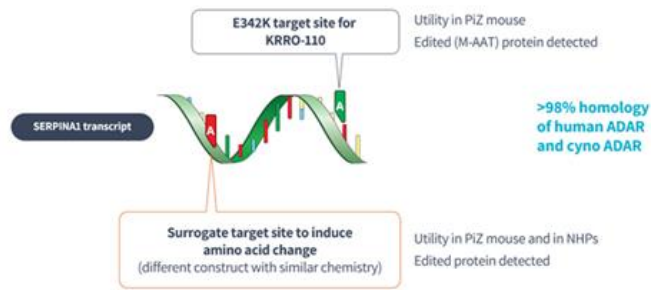 E342K target site for
KRRO-110
Utility in PiZ mouse
Edited (M-AAT) protein detected
A
SERPINA1 transcript
A
>98% homology
of human ADAR
and cyno ADAR
Surrogate target site to induce
amino acid change
(different construct with similar chemistry)
Utility in PiZ mouse and in NHPs
Edited protein detected